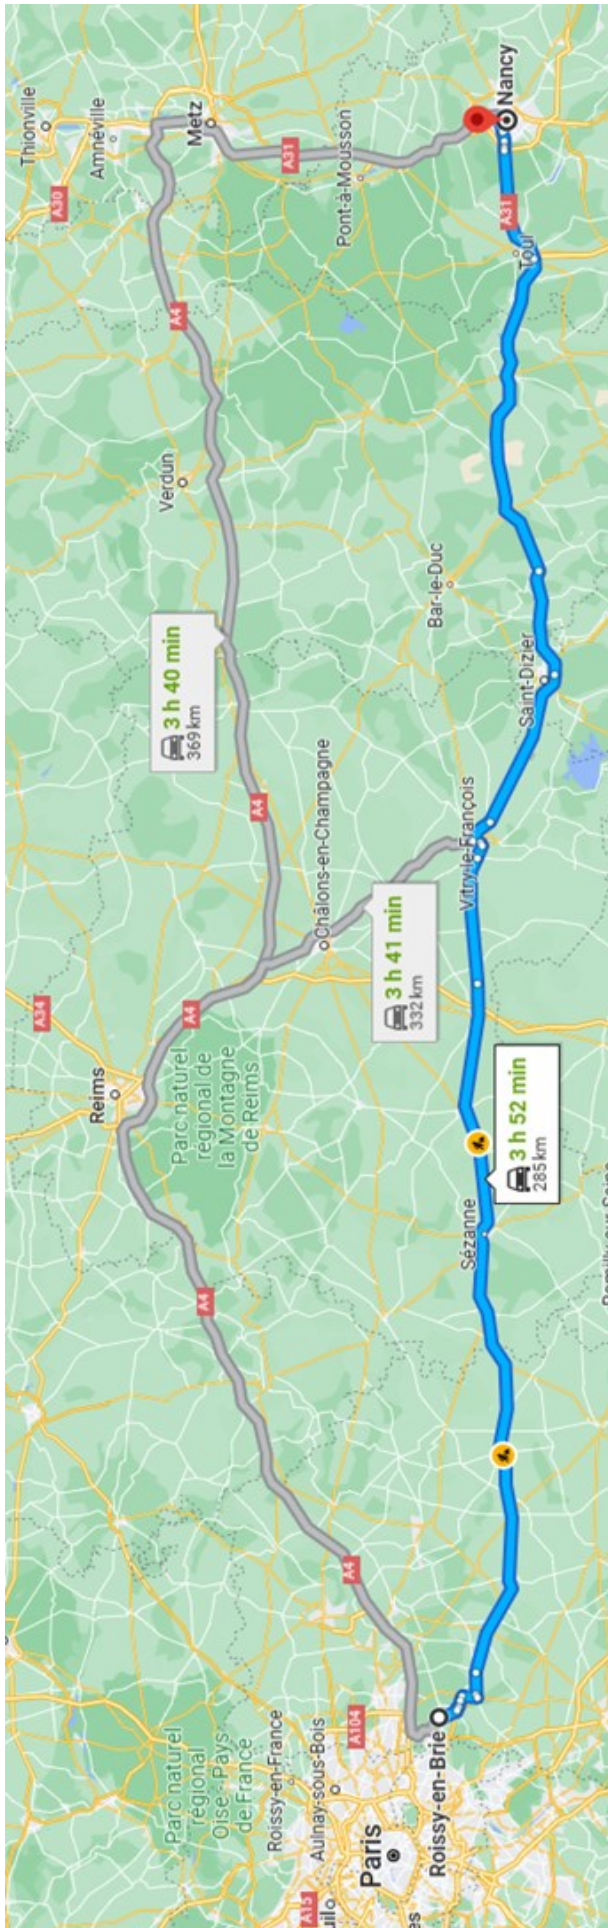 Thionville
Amnéville
A30
Metz
A31
Pont-à-Mousson
Nancy
A31
Toul
A4
Verdun
Bar-le-Duc
3 h 40 min
369 km
Saint-Dizier
A4
Châlons-en-Champagne
Vitry-le-François
3 h 41 min
332 km
A34
A4
Reims
Parc naturel
régional de
la Montagne
de Reims
3 h 52 min
285 km
Sézanne
A4
A4
Parc naturel
régional
Oise - Pays
de France
Roissy-en-France
Aulnay-sous-Bois
A104
Paris
Roissy-en-Brie
A15